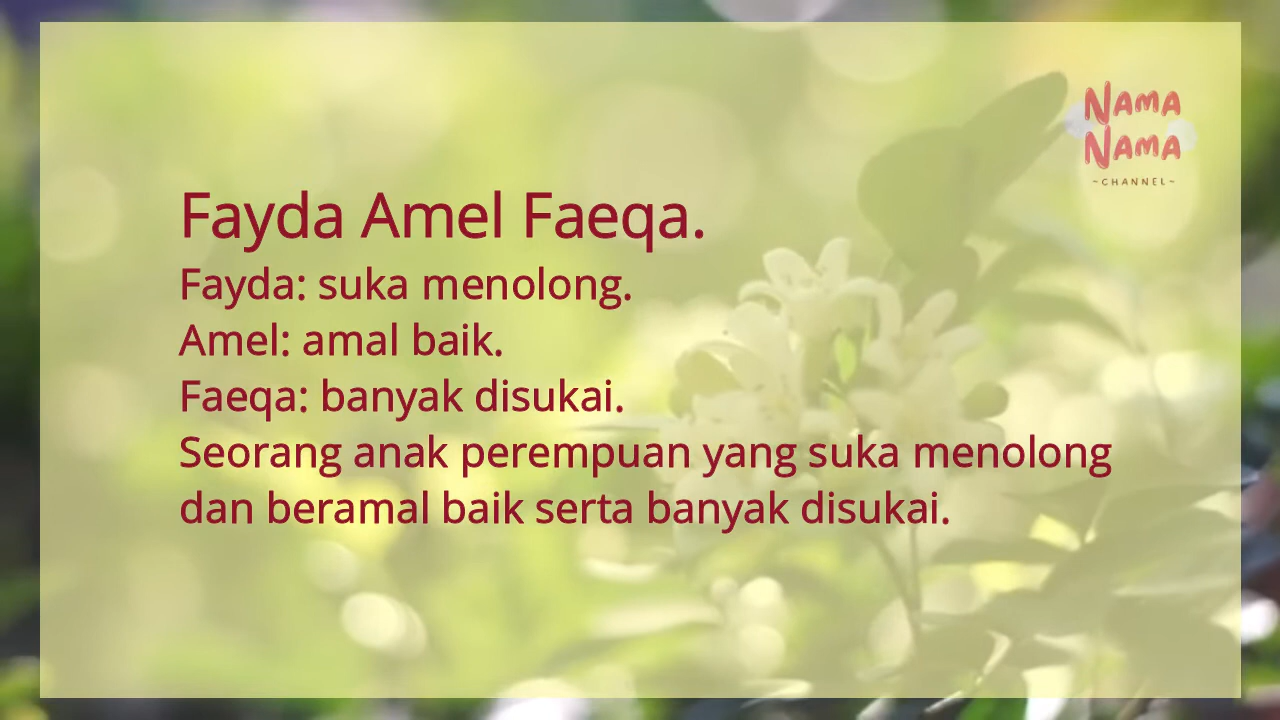 NAMA
NAMA
~CHANNEL~
Fayda Amel Faeqa.
Fayda: suka menolong.
Amel: amal baik.
Faeqa: banyak disukai.
Seorang anak perempuan yang suka menolong
dan beramal baik serta banyak disukai.